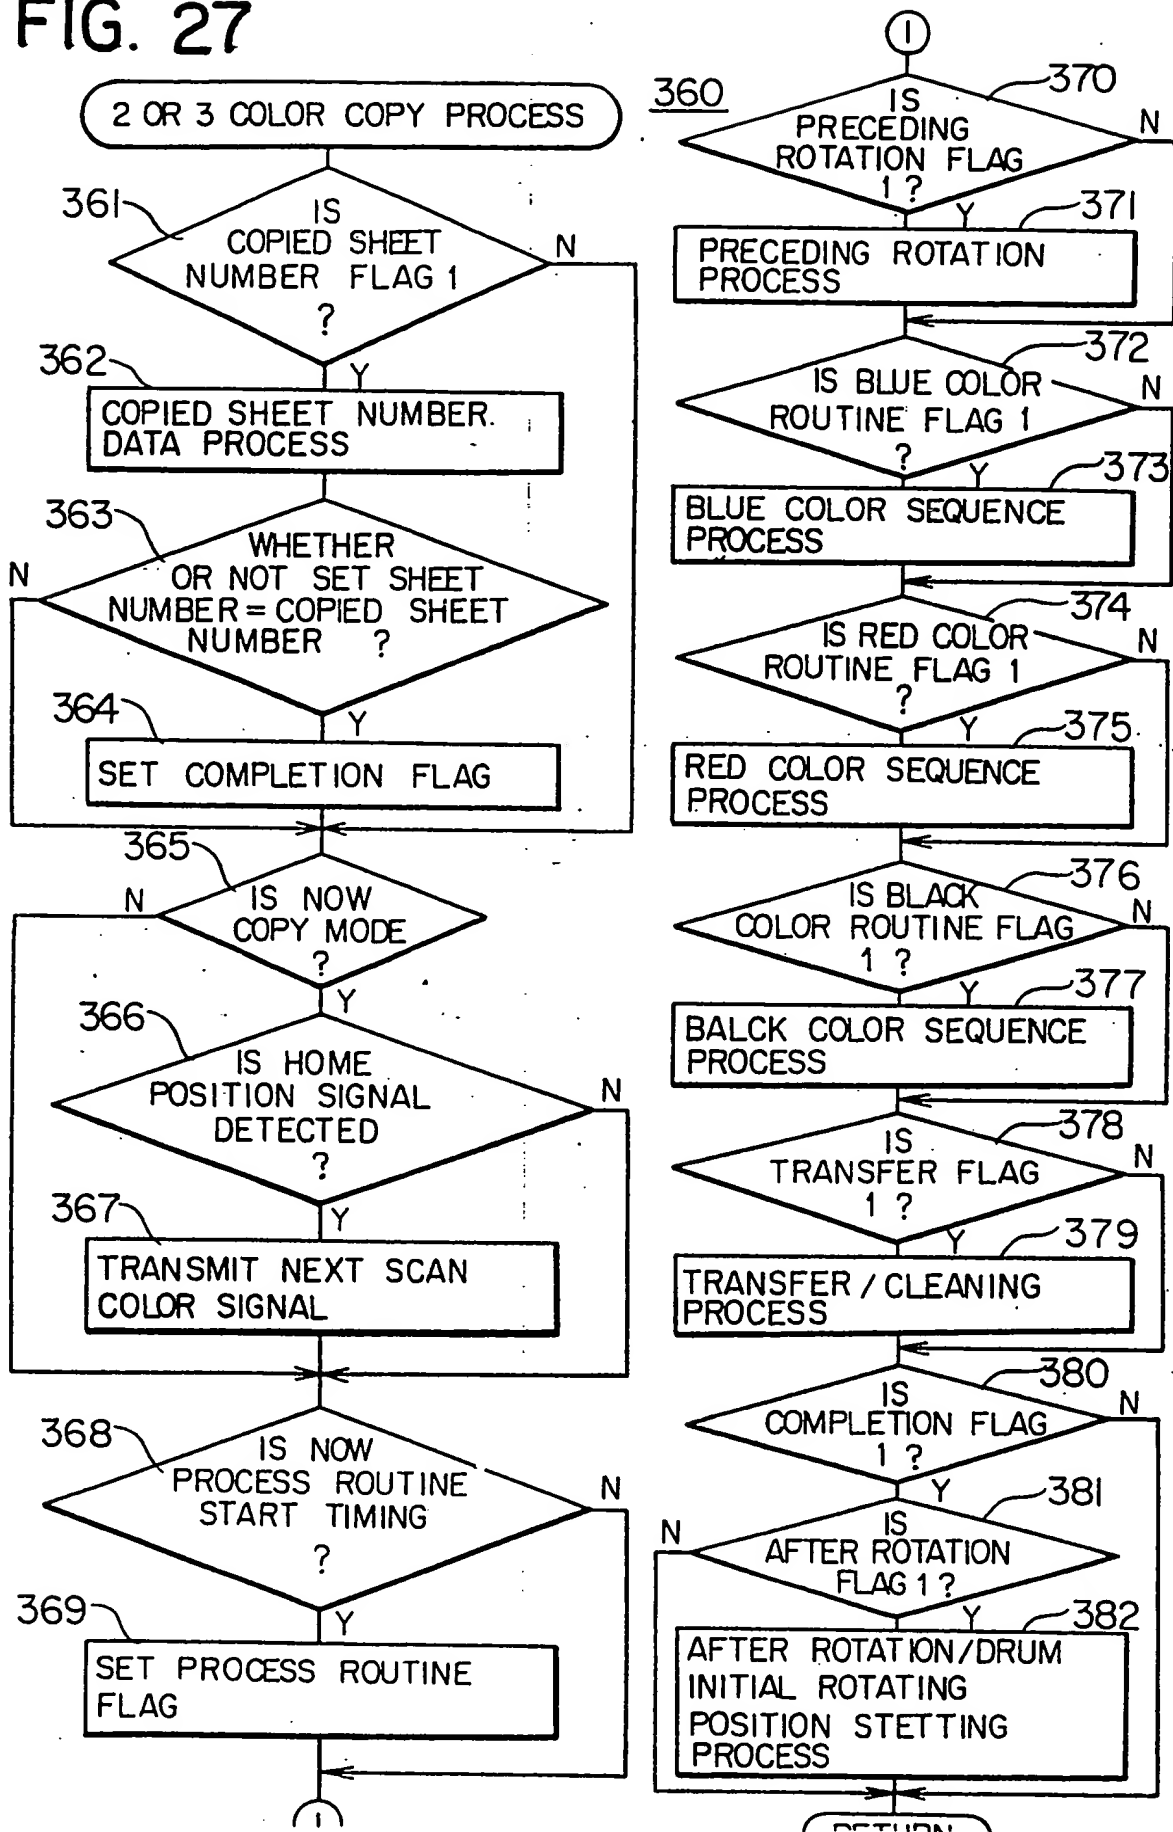 FIG. 27
2 OR 3 COLOR COPY PROCESS
361
IS
COPIED SHEET
NUMBER FLAG 1
?
N
Y
362
COPIED SHEET NUMBER.
DATA PROCESS
363
WHETHER
OR NOT SET SHEET
NUMBER = COPIED SHEET
NUMBER ?
N
Y
364
SET COMPLETION FLAG
365
IS NOW
COPY MODE
?
N
Y
366
IS HOME
POSITION SIGNAL
DETECTED
?
N
Y
367
TRANSMIT NEXT SCAN
COLOR SIGNAL
368
IS NOW
PROCESS ROUTINE
START TIMING
?
N
Y
369
SET PROCESS ROUTINE
FLAG
1
1
360
370
IS
PRECEDING
ROTATION FLAG
1 ?
N
Y
371
PRECEDING ROTATION
PROCESS
372
IS BLUE COLOR
ROUTINE FLAG 1
?
N
Y
373
BLUE COLOR SEQUENCE
PROCESS
374
IS RED COLOR
ROUTINE FLAG 1
?
N
Y
375
RED COLOR SEQUENCE
PROCESS
376
IS BLACK
COLOR ROUTINE FLAG
1 ?
N
Y
377
BALCK COLOR SEQUENCE
PROCESS
378
IS
TRANSFER FLAG
1 ?
N
Y
379
TRANSFER / CLEANING
PROCESS
380
IS
COMPLETION FLAG
1 ?
N
Y
381
IS
AFTER ROTATION
FLAG 1 ?
N
Y
382
AFTER ROTATION/DRUM
INITIAL ROTATING
POSITION STETTING
PROCESS
RETURN